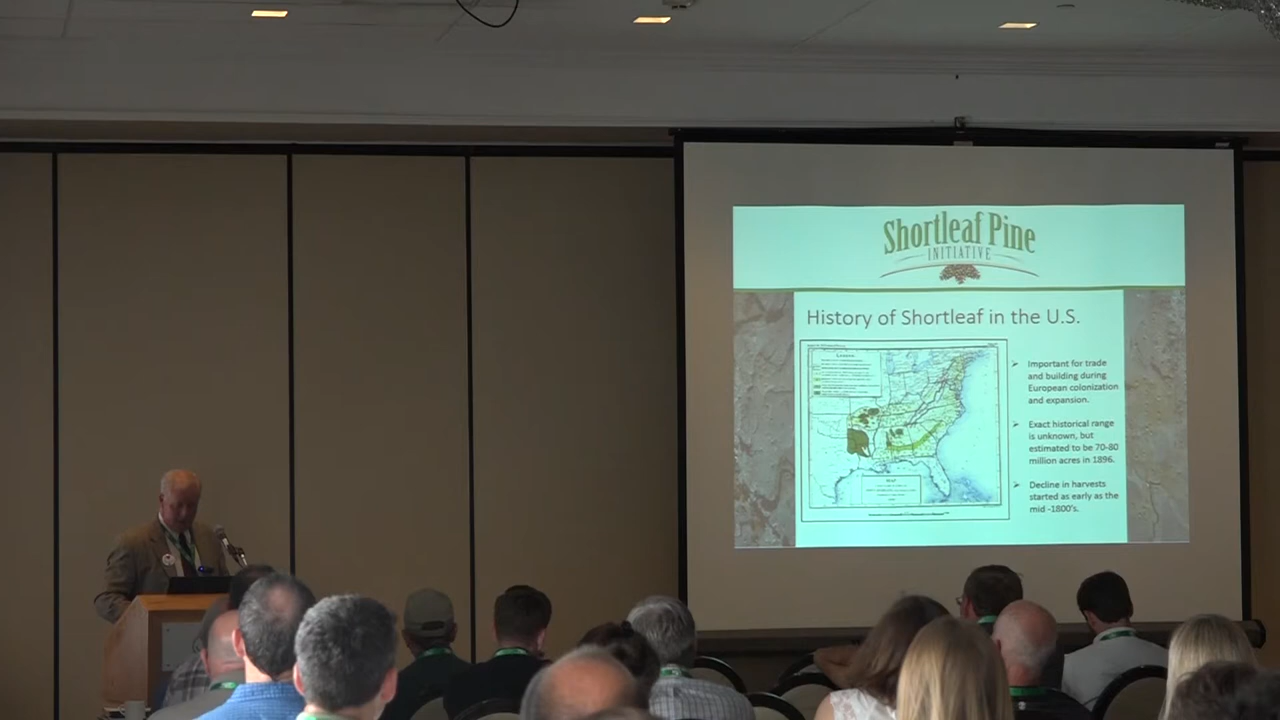 Shortleaf Pine
INITIATIVE
History of Shortleaf in the U.S.
Important for trade
and building during
European colonization
and expansion.
Exact historical range
is unknown, but
estimated to be 70-80
million acres in 1896.
Decline in harvests
started as early as the
mid -1800's.
MAP